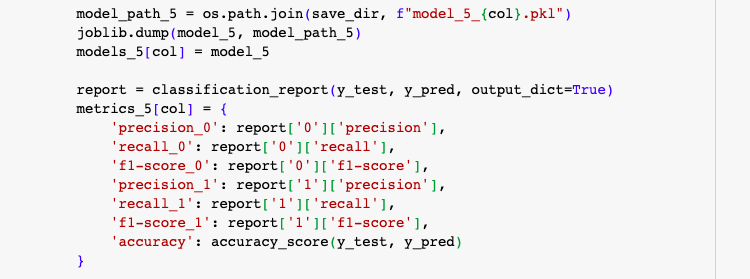 model_path_5 = os.path.join(save_dir, f"model_5_{col}.pkl")
joblib.dump(model_5, model_path_5)
models_5[col] = model_5

report = classification_report(y_test, y_pred, output_dict=True)
metrics_5[col] = {
    'precision_0': report['0']['precision'],
    'recall_0': report['0']['recall'],
    'f1-score_0': report['0']['f1-score'],
    'precision_1': report['1']['precision'],
    'recall_1': report['1']['recall'],
    'f1-score_1': report['1']['f1-score'],
    'accuracy': accuracy_score(y_test, y_pred)
}